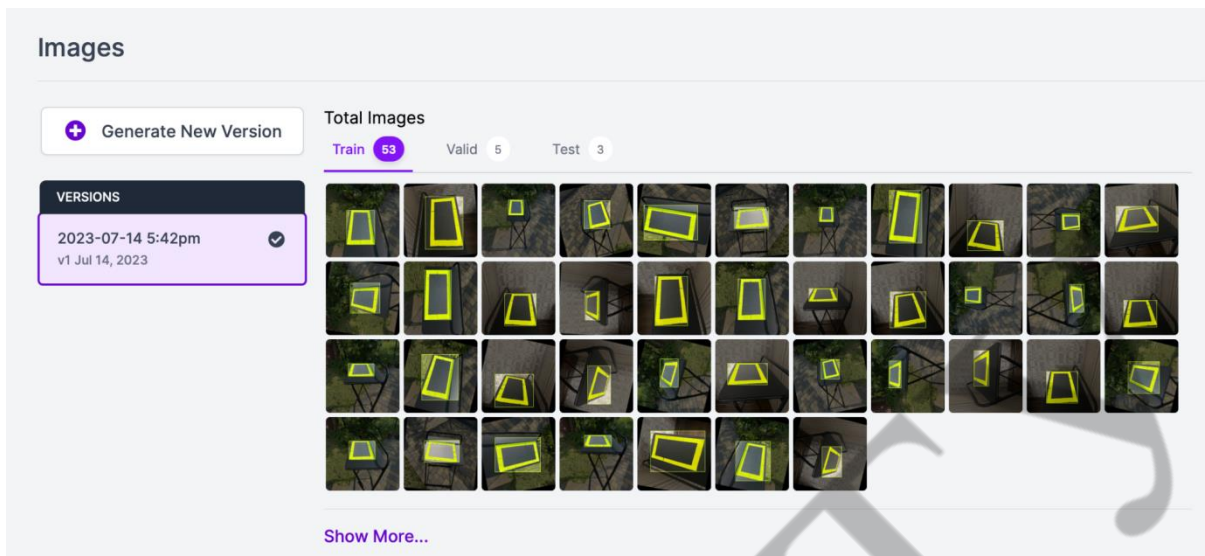 Images
Generate New Version
Total Images
Train 53 Valid 5 Test 3
VERSIONS
2023-07-14 5:42pm
v1 Jul 14, 2023
Show More...